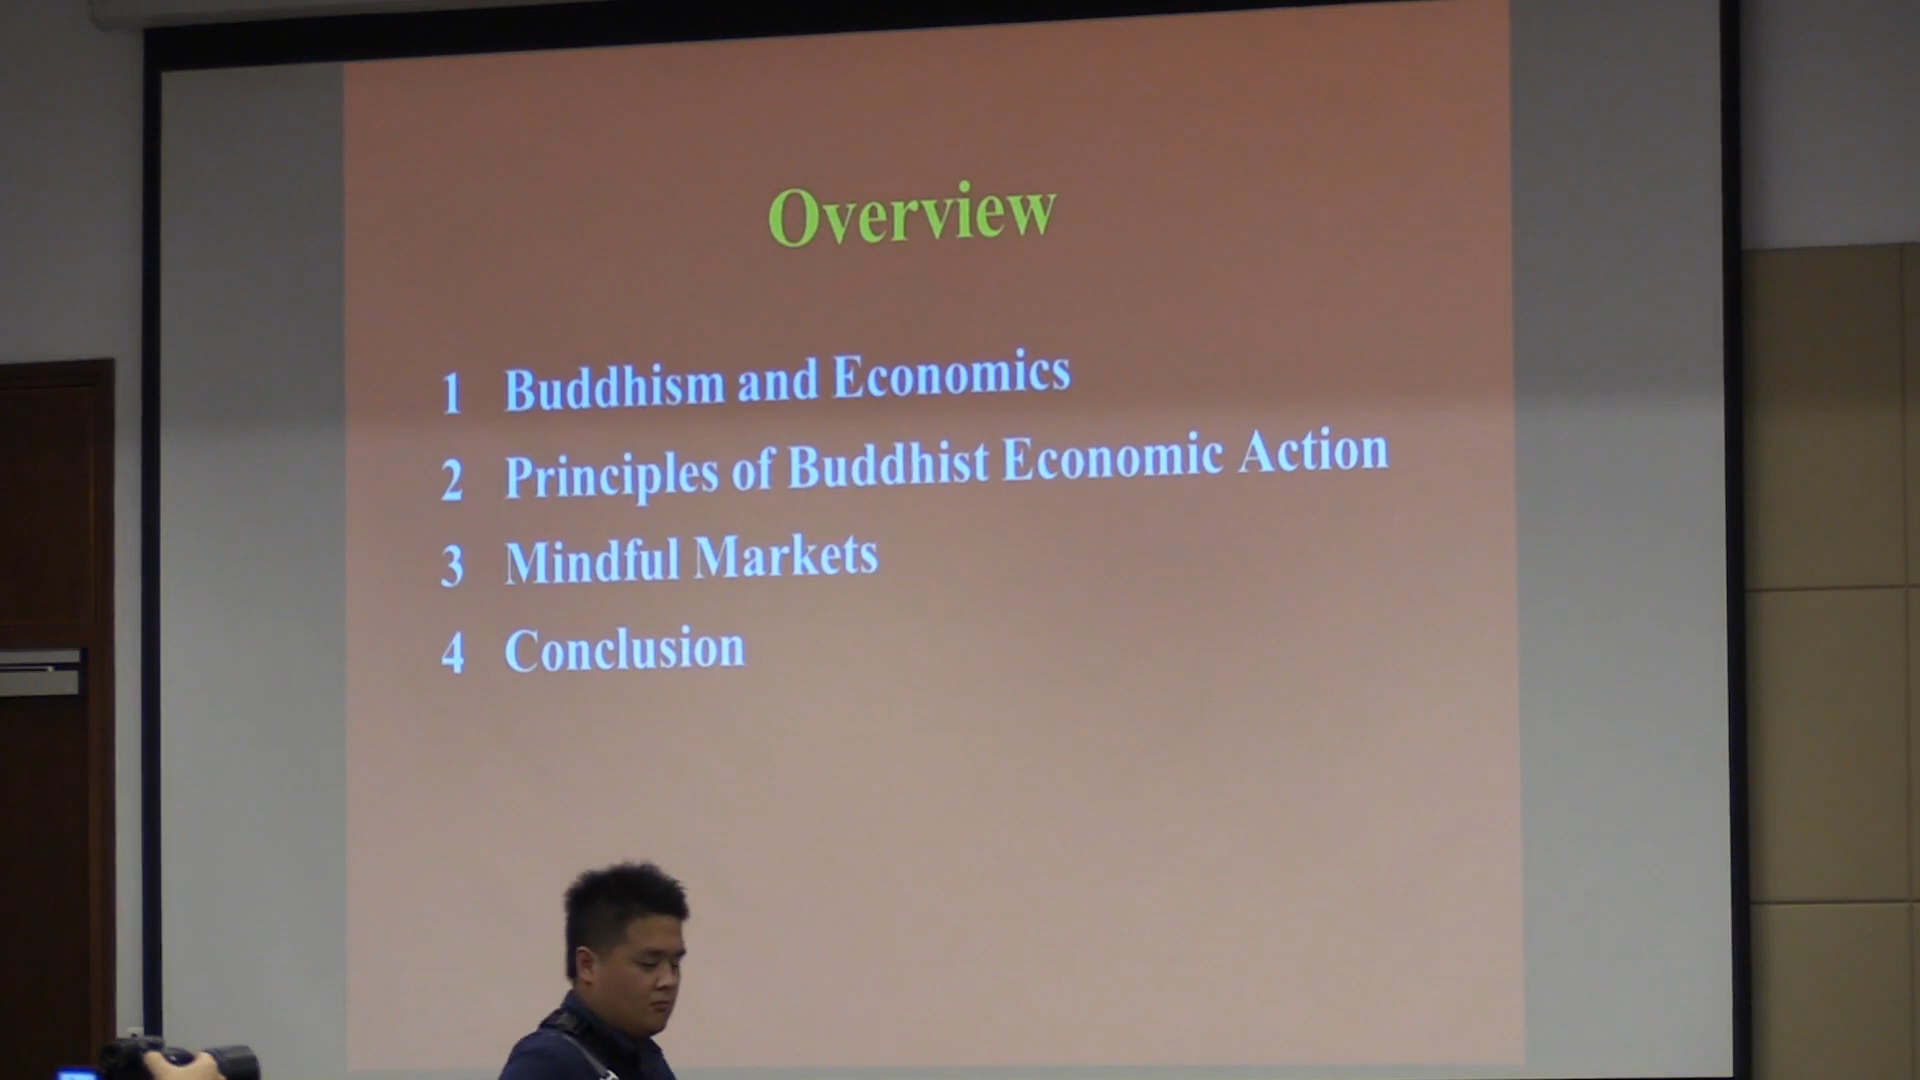 Overview
1 Buddhism and Economics
2 Principles of Buddhist Economic Action
3 Mindful Markets
4 Conclusion